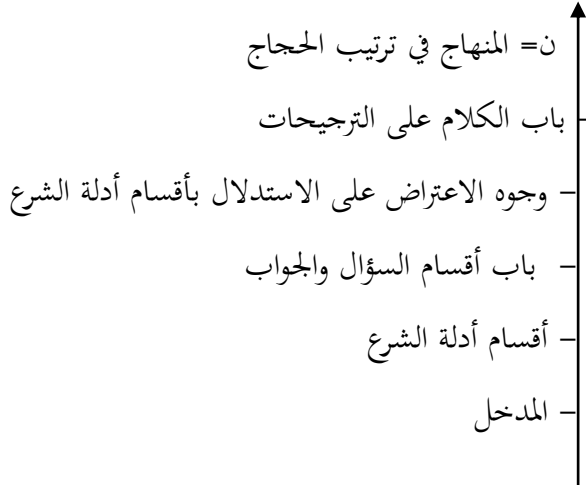 ن= المنهاج في ترتيب الحجاج
باب الكلام على الترجيحات
– وجوه الاعتراض على الاستدلال بأقسام أدلة الشرع
– باب أقسام السؤال والجواب
– أقسام أدلة الشرع
– المدخل